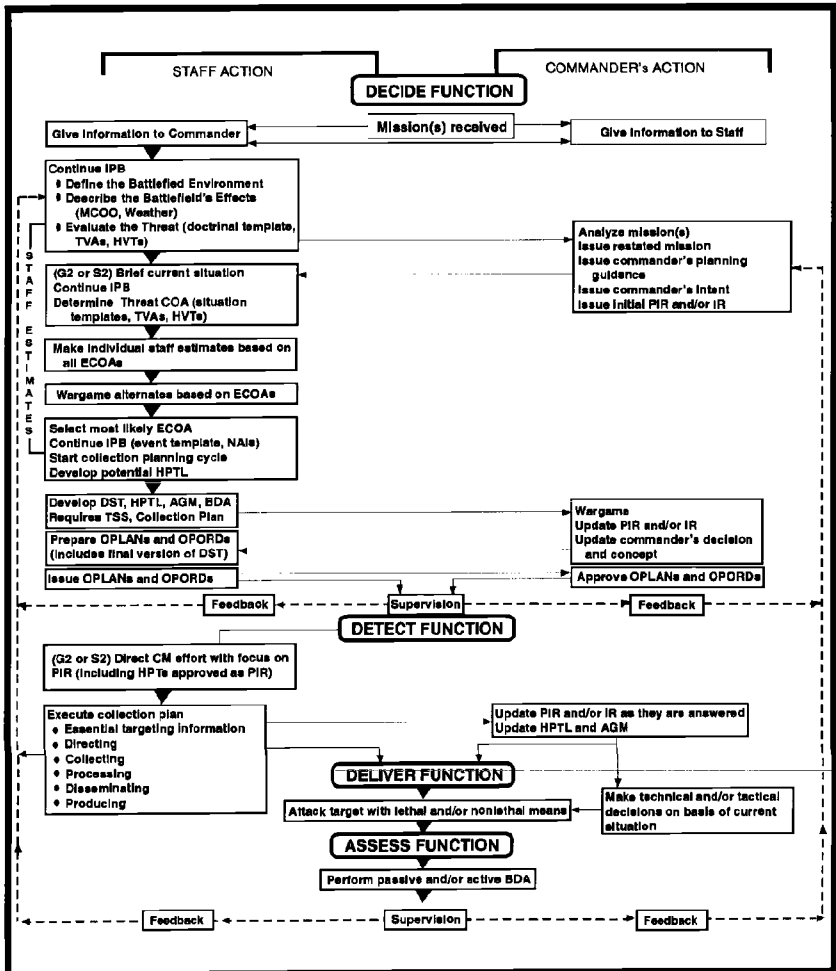 STAFF ACTION
COMMANDER's ACTION
DECIDE FUNCTION
Give Information to Commander
Mission(s) received
Give Information to Staff
Continue IPB
♦ Define the Battlefied Environment
♦ Describe the Battlefield's Effects
(MCOO, Weather)
♦ Evaluate the Threat (doctrinal template,
TVAs, HVTs)
STAFF ESTIMATES
Analyze mission(s)
Issue restated mission
Issue commander's planning
guidance
Issue commander's Intent
Issue Initial PIR and/or IR
(G2 or S2) Brief current situation
Continue IPB
Determine Threat COA (situation
templates, TVAs, HVTs)
Make individual staff estimates based on
all ECOAs
Wargame alternates based on ECOAs
Select most likely ECOA
Continue IPB (event template, NAIs)
Start collection planning cycle
Develop potential HPTL
Develop DST, HPTL, AGM, BDA
Requires TSS, Collection Plan
Wargame
Update PIR and/or IR
Update commander's decision
and concept
Prepare OPLANs and OPORDs
(includes final version of DST)
Issue OPLANs and OPORDs
Approve OPLANs and OPORDs
Feedback
Supervision
Feedback
DETECT FUNCTION
(G2 or S2) Direct CM effort with focus on
PIR (including HPTs approved as PIR)
Execute collection plan
♦ Essential targeting information
♦ Directing
♦ Collecting
♦ Processing
♦ Disseminating
♦ Producing
Update PIR and/or IR as they are answered
Update HPTL and AGM
DELIVER FUNCTION
Attack target with lethal and/or nonlethal means
Make technical and/or tactical
decisions on basis of current
situation
ASSESS FUNCTION
Perform passive and/or active BDA
Feedback
Supervision
Feedback